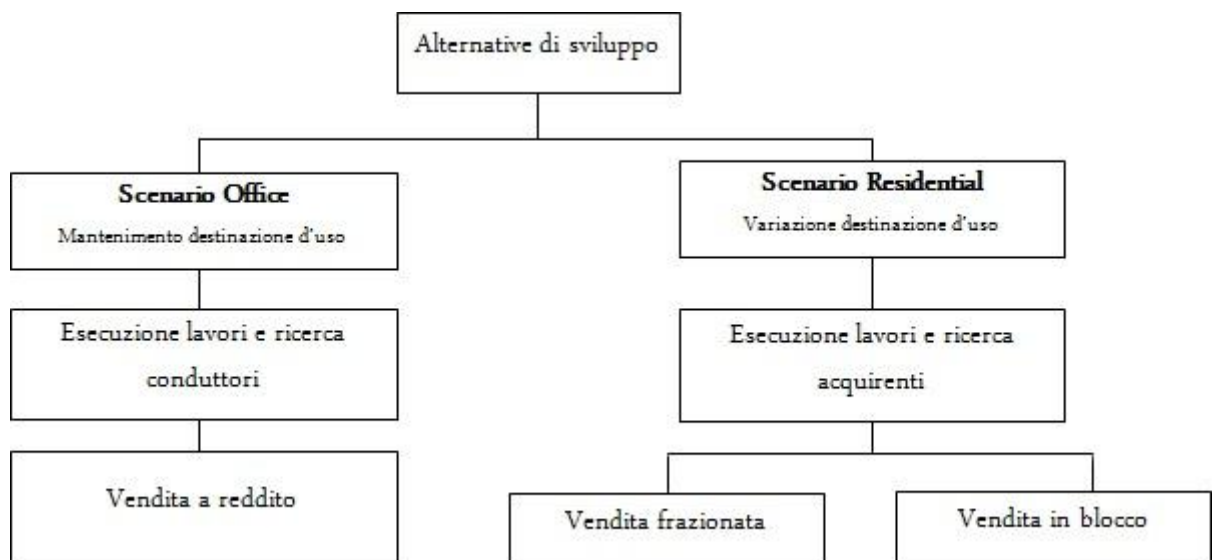 Alternative di sviluppo
Scenario Office
Mantenimento destinazione d'uso
Scenario Residential
Variazione destinazione d'uso
Esecuzione lavori e ricerca
conduttori
Esecuzione lavori e ricerca
acquirenti
Vendita a reddito
Vendita frazionata
Vendita in blocco